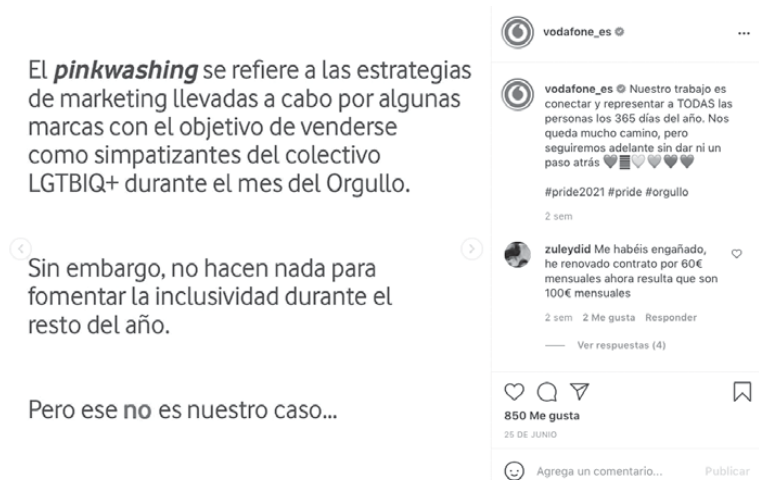 El pinkwashing se refiere a las estrategias
de marketing llevadas a cabo por algunas
marcas con el objetivo de venderse
como simpatizantes del colectivo
LGTBIQ+ durante el mes del Orgullo.
Sin embargo, no hacen nada para
fomentar la inclusividad durante el
resto del año.
Pero ese no es nuestro caso...
vodafone_es
vodafone_es Nuestro trabajo es
conectar y representar a TODAS las
personas los 365 días del año. Nos
queda mucho camino, pero
seguiremos adelante sin dar ni un
paso atrás
#pride2021 #pride #orgullo
2 sem
zuleydid Me habéis engañado,
he renovado contrato por 60€
mensuales ahora resulta que son
100€ mensuales
2 sem 2 Me gusta Responder
Ver respuestas (4)
850 Me gusta
25 DE JUNIO
Agrega un comentario... Publicar